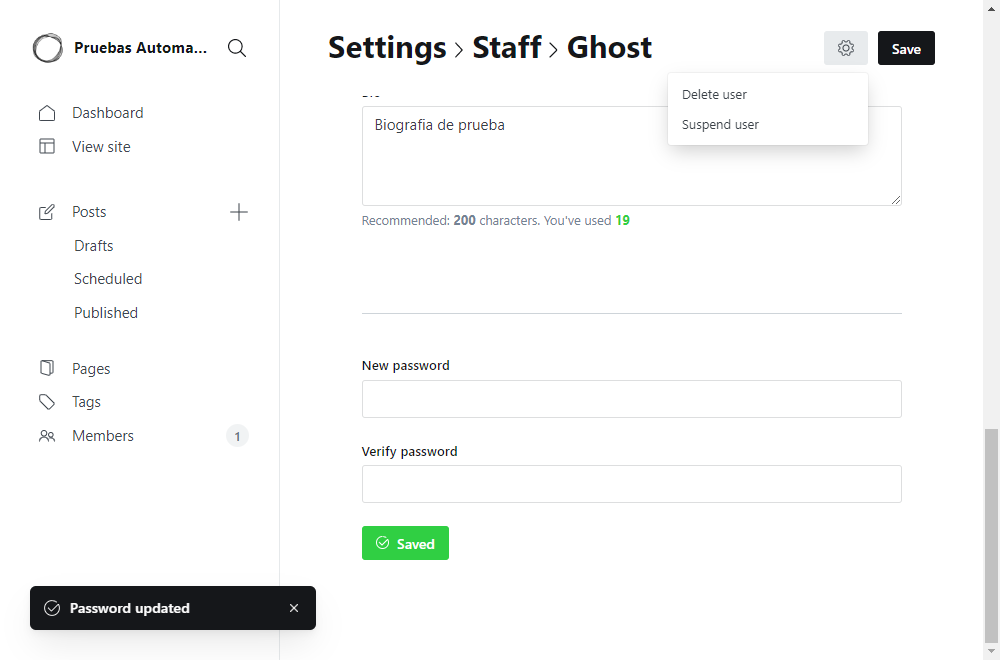 Pruebas Automa...
Dashboard
View site
Posts
Drafts
Scheduled
Published
Pages
Tags
Members
1
Settings > Staff > Ghost
Save
Delete user
Suspend user
Biografia de prueba
Recommended: 200 characters. You've used 19
New password
Verify password
Saved
Password updated